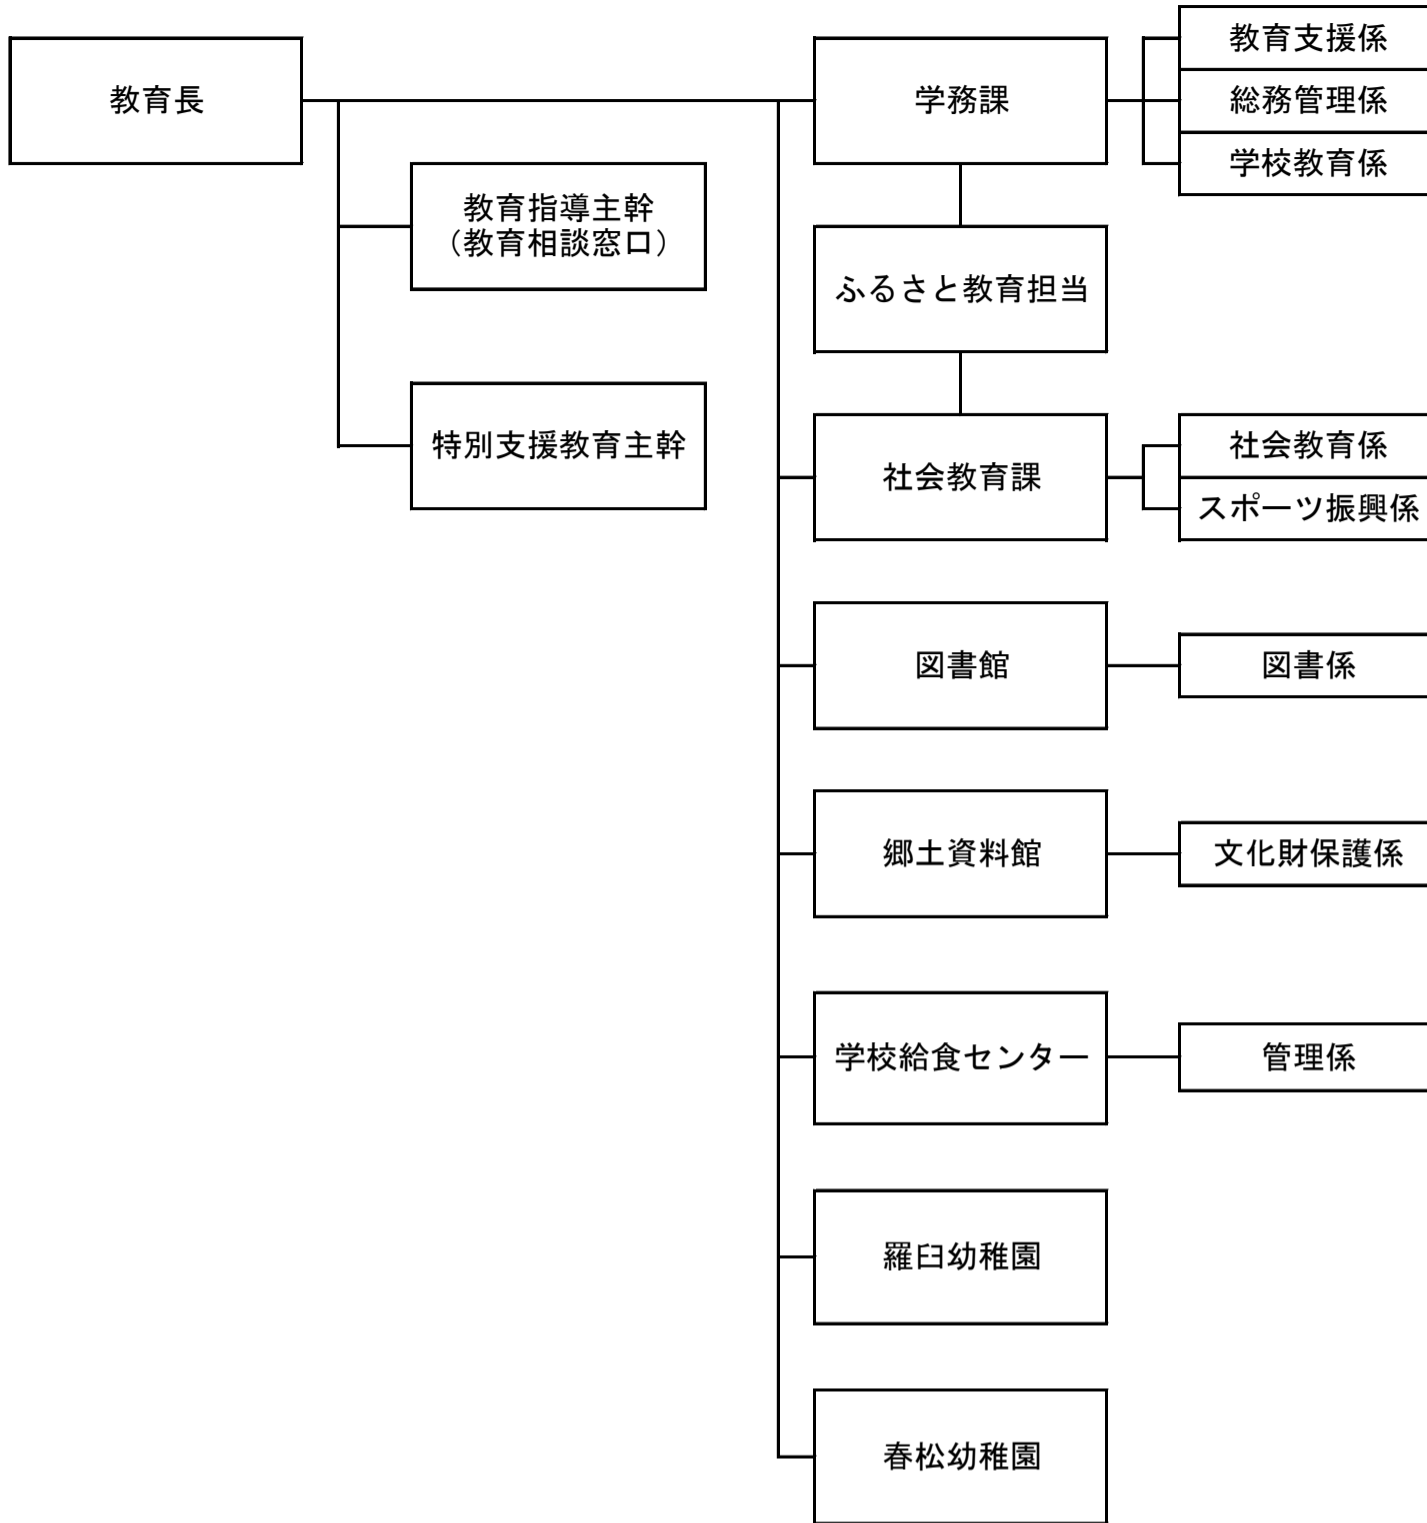 教育長
教育指導主幹
（教育相談窓口）
特別支援教育主幹
学務課
教育支援係
総務管理係
学校教育係
ふるさと教育担当
社会教育課
社会教育係
スポーツ振興係
図書館
図書係
郷土資料館
文化財保護係
学校給食センター
管理係
羅臼幼稚園
春松幼稚園